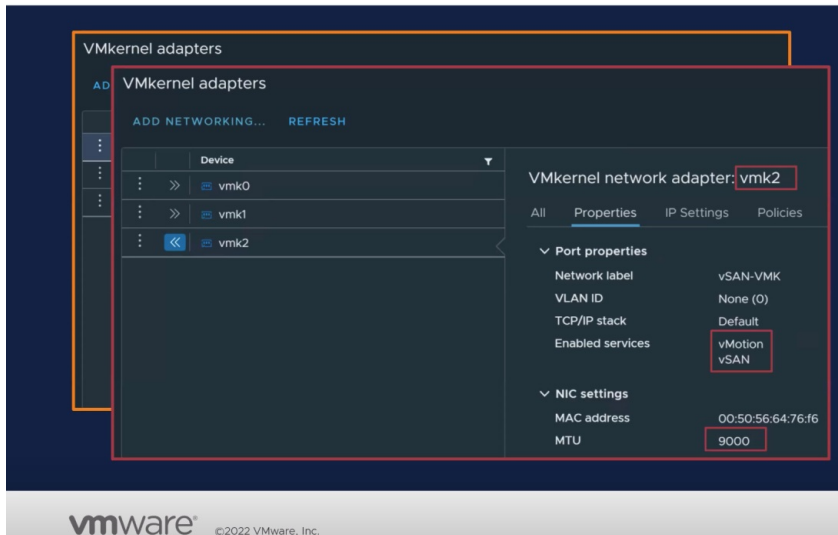 VMkernel adapters
AD
VMkernel adapters
ADD NETWORKING... REFRESH
Device
vmk0
vmk1
vmk2
VMkernel network adapter: vmk2
All Properties IP Settings Policies
Port properties
Network label vSAN-VMK
VLAN ID None (0)
TCP/IP stack Default
Enabled services vMotion
vSAN
NIC settings
MAC address 00:50:56:64:76:f6
MTU 9000
vmware® ©2022 VMware, Inc.